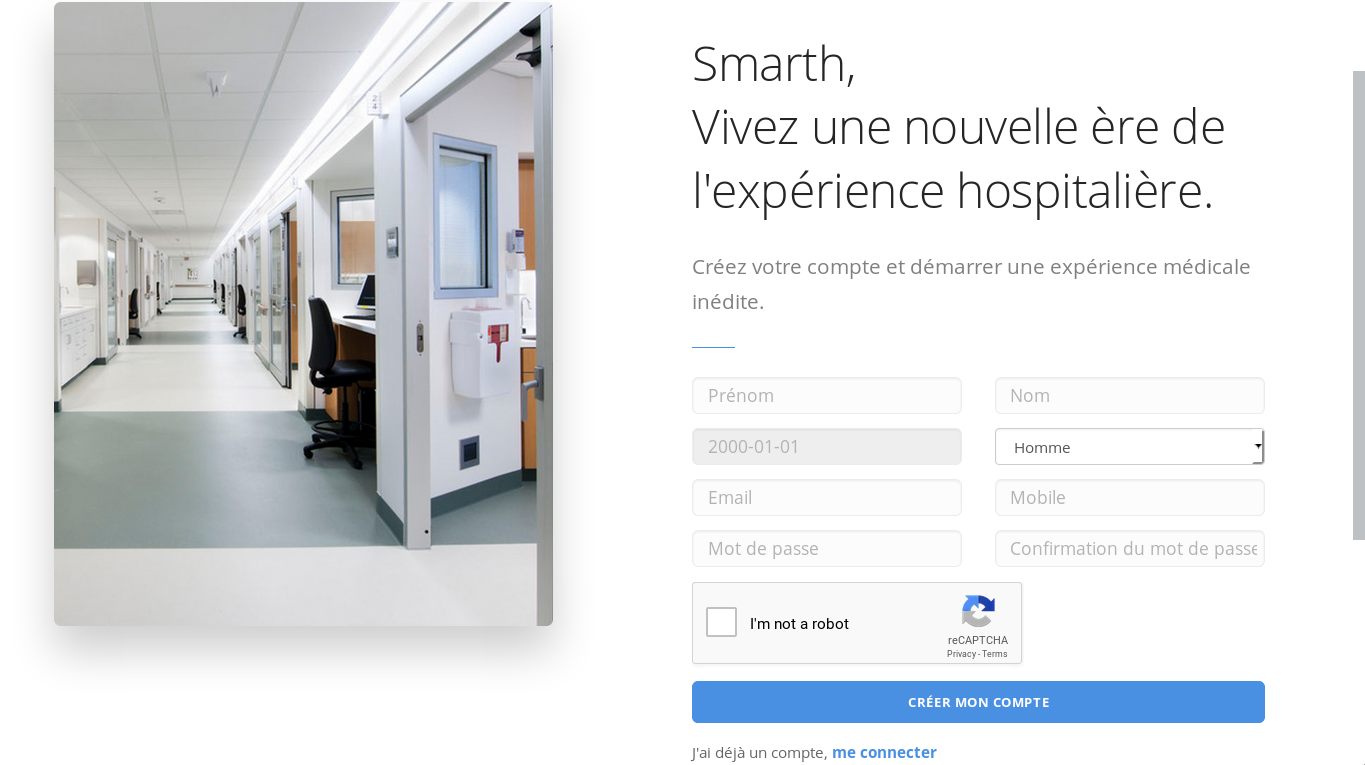 Smarth,
Vivez une nouvelle ère de
l'expérience hospitalière.
Créez votre compte et démarrer une expérience médicale
inédite.
Prénom
Nom
2000-01-01
Homme
Email
Mobile
Mot de passe
Confirmation du mot de passe
I'm not a robot
reCAPTCHA
Privacy - Terms
CRÉER MON COMPTE
J'ai déjà un compte, me connecter